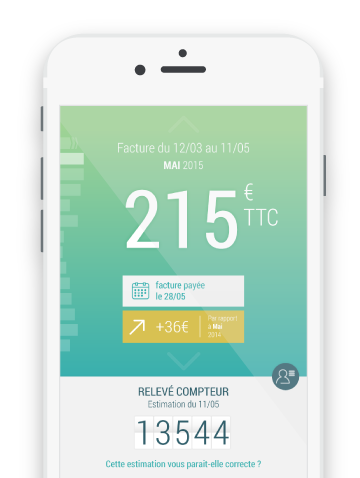 Facture du 12/03 au 11/05
MAI 2015
215 € TTC
facture payée
le 28/05
+36€
Par rapport
à Mai
2014
RELEVÉ COMPTEUR
Estimation du 11/05
13544
Cette estimation vous parait-elle correcte ?